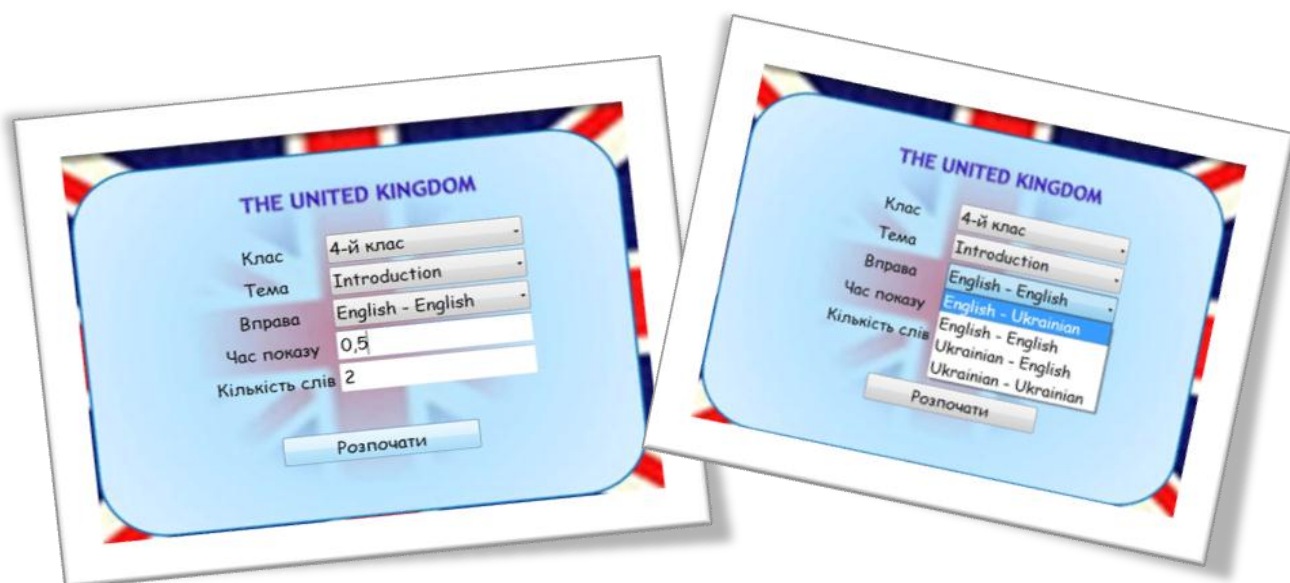 THE UNITED KINGDOM
Клас 4-й клас
Тема Introduction
Вправа English - English
Час показу 0,5
Кількість слів 2
Розпочати
THE UNITED KINGDOM
Клас 4-й клас
Тема Introduction
Вправа English - English
Час показу English - Ukrainian
Кількість слів English - English
Ukrainian - English
Ukrainian - Ukrainian
Розпочати